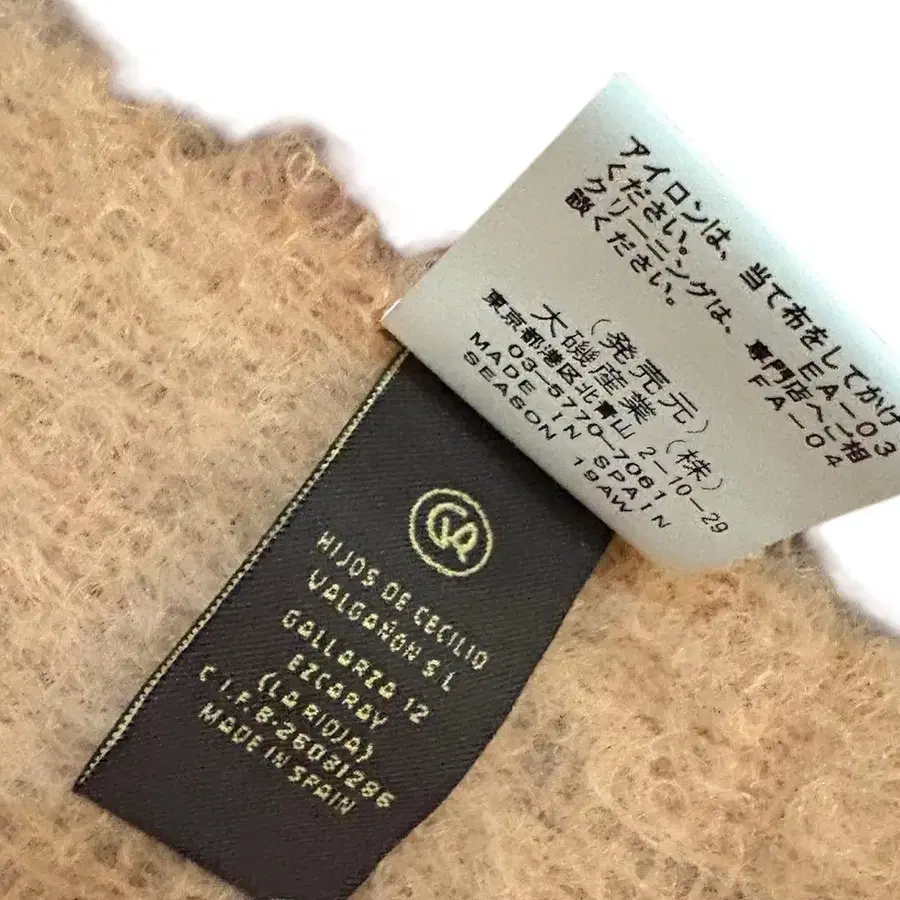 アイロンは、当て布をしてかけ
ください。 LEA-03
クリーニングは、専門店へご相
談ください。 FA-04
(発売元)
大磯産業(株)
東京都港区北青山 2-10-29
03-5770-7061
MADE IN SPAIN
SEASON 19AW
HIJOS DE CECILIO
VALGAÑON S L
GALLARZA 12
EZCARAY
(LA RIOJA)
C.I.F.B-26031286
MADE IN SPAIN